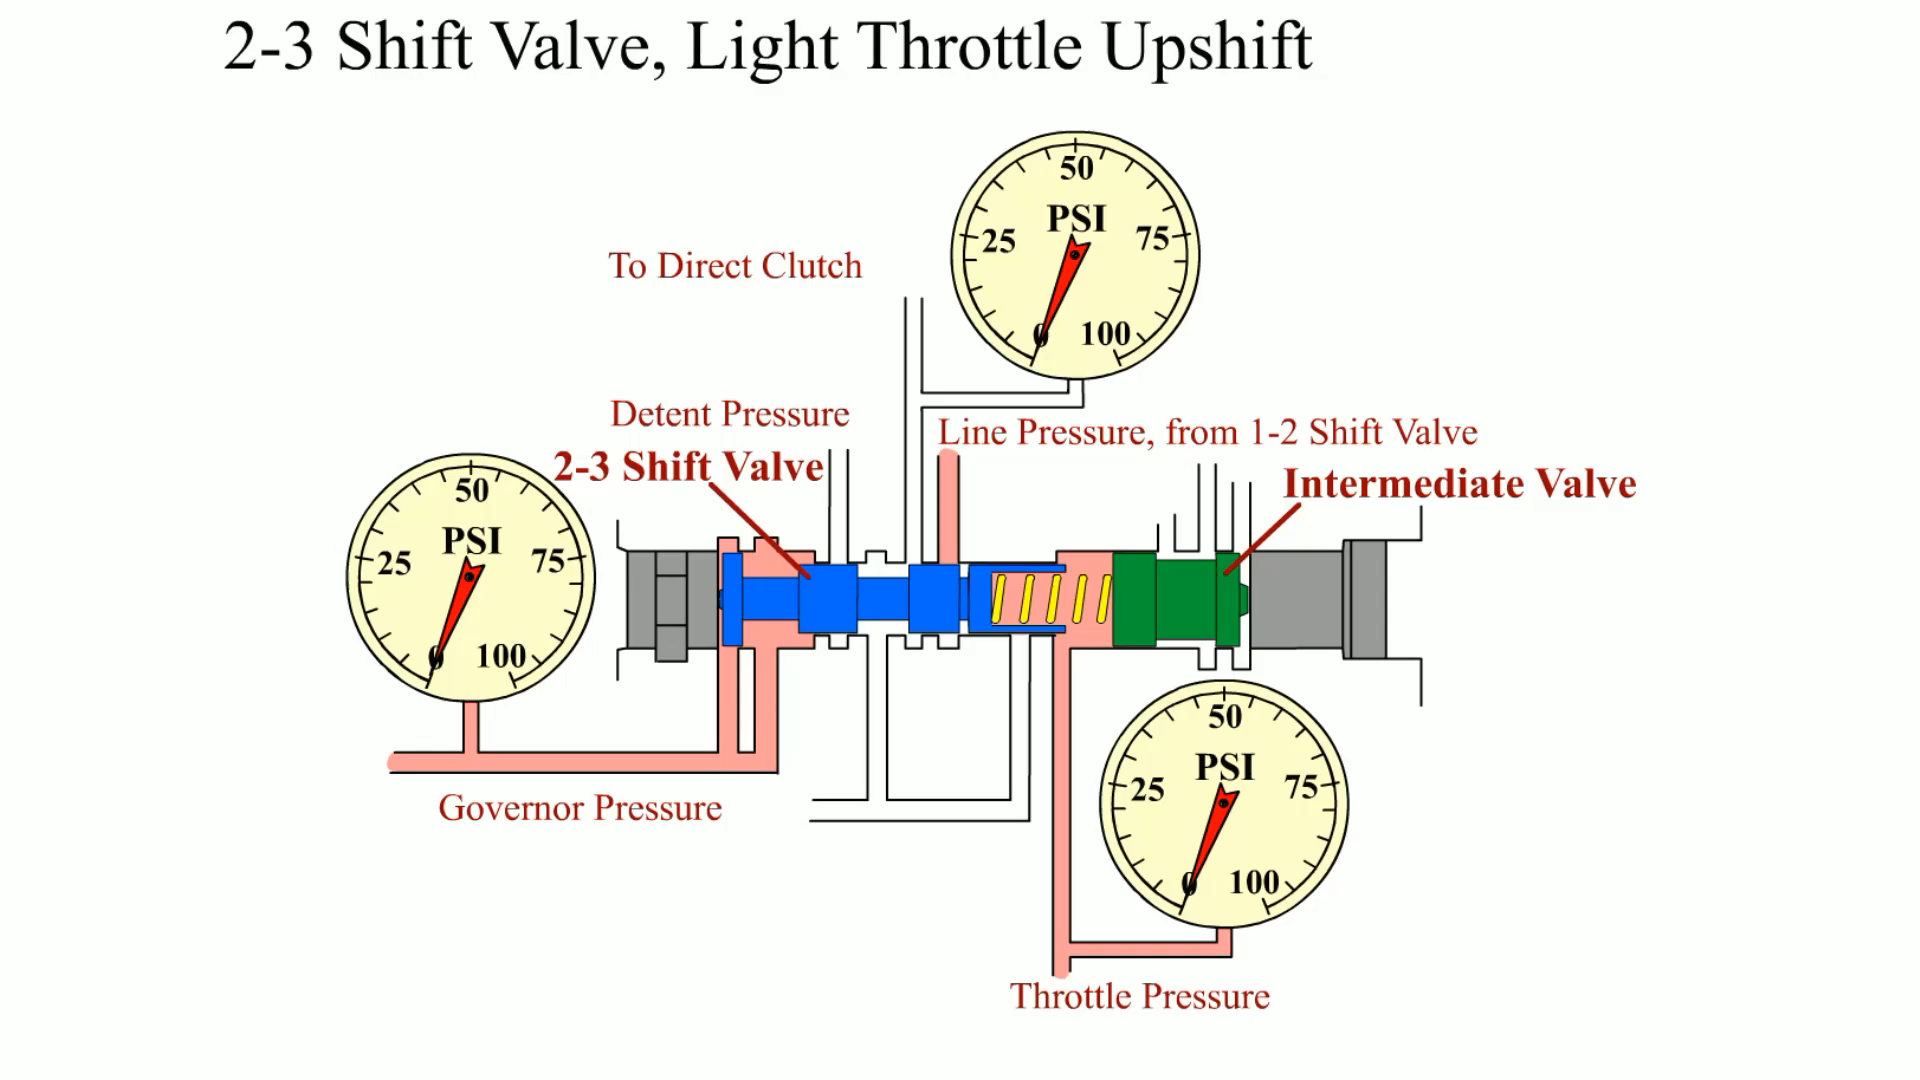 2-3 Shift Valve, Light Throttle Upshift
50
PSI
25
75
0
100
To Direct Clutch
Detent Pressure
Line Pressure, from 1-2 Shift Valve
2-3 Shift Valve
Intermediate Valve
50
PSI
25
75
0
100
Governor Pressure
50
PSI
25
75
0
100
Throttle Pressure